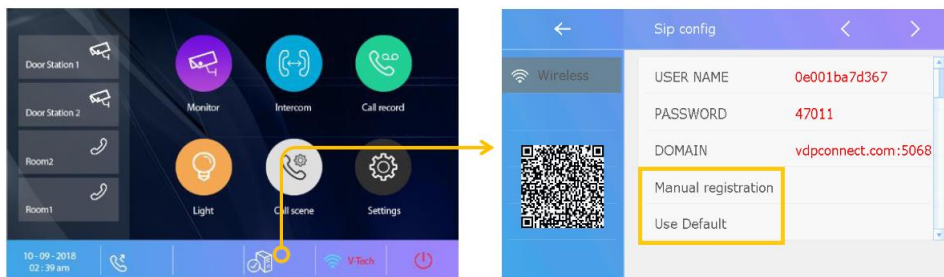 Door Station 1
Door Station 2
Room2
Room1
Monitor
Intercom
Call record
Light
Call scene
Settings
10-09-2018
02:39 am
V-Tech
Sip config
Wireless
USER NAME 0e001ba7d367
PASSWORD 47011
DOMAIN vdpconnect.com:5068
Manual registration
Use Default